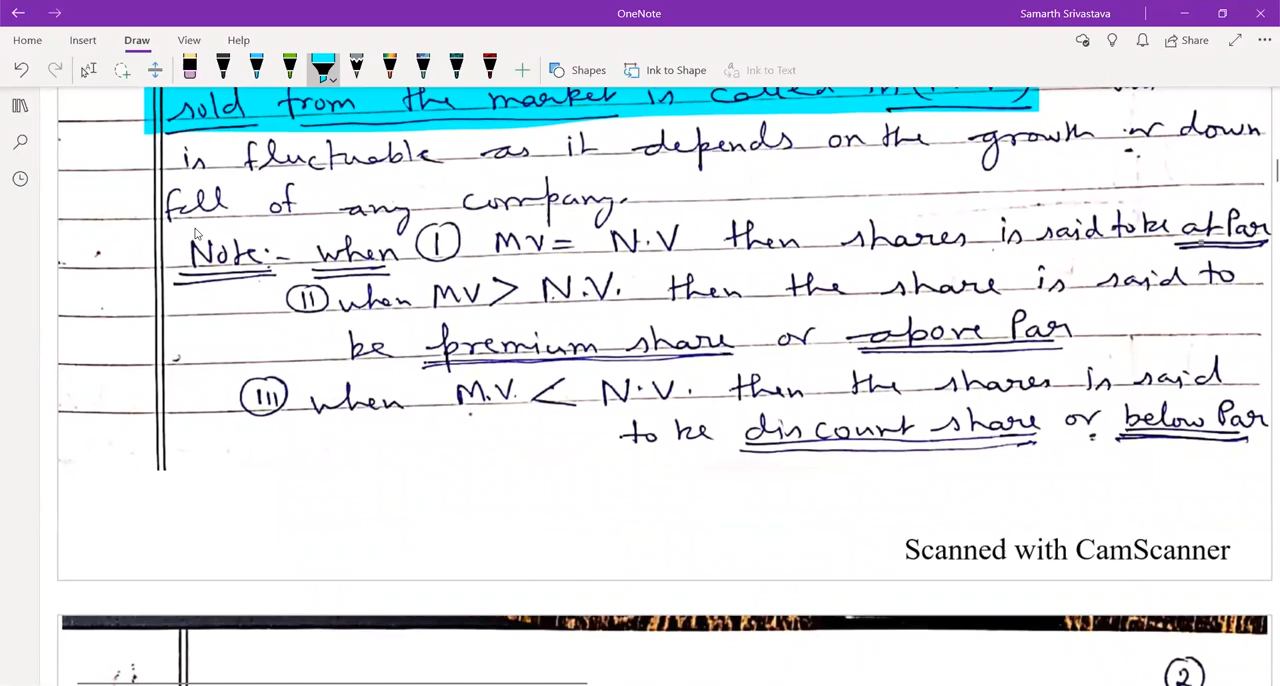 OneNote
Samarth Srivastava
Home Insert Draw View Help
Share
Shapes
Ink to Shape
Ink to Text
sold from the market is called M(
is fluctuable as it depends on the growth or down
fall of any company.
Note:- when (I) MV = N.V then shares is said to be at Par
(II) when MV > N.V. then the share is said to
be premium share or above Par
(III) when M.V. < N.V. then the shares is said
to be discount share or below Par
Scanned with CamScanner
2